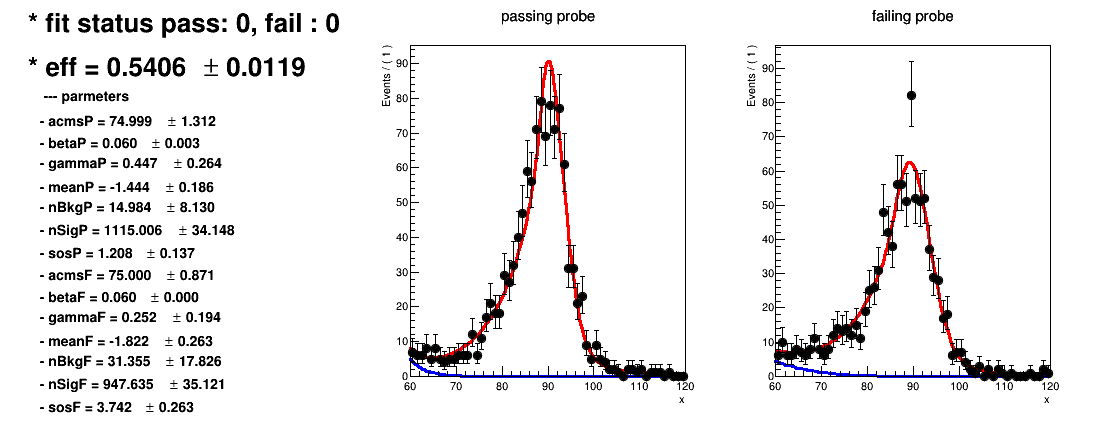 * fit status pass: 0, fail : 0
* eff = 0.5406 ± 0.0119
--- parmeters
- acmsP = 74.999 ± 1.312
- betaP = 0.060 ± 0.003
- gammaP = 0.447 ± 0.264
- meanP = -1.444 ± 0.186
- nBkgP = 14.984 ± 8.130
- nSigP = 1115.006 ± 34.148
- sosP = 1.208 ± 0.137
- acmsF = 75.000 ± 0.871
- betaF = 0.060 ± 0.000
- gammaF = 0.252 ± 0.194
- meanF = -1.822 ± 0.263
- nBkgF = 31.355 ± 17.826
- nSigF = 947.635 ± 35.121
- sosF = 3.742 ± 0.263
passing probe
Events / ( 1 )
90
80
70
60
50
40
30
20
10
0
60 70 80 90 100 110 120
x
failing probe
Events / ( 1 )
90
80
70
60
50
40
30
20
10
0
60 70 80 90 100 110 120
x